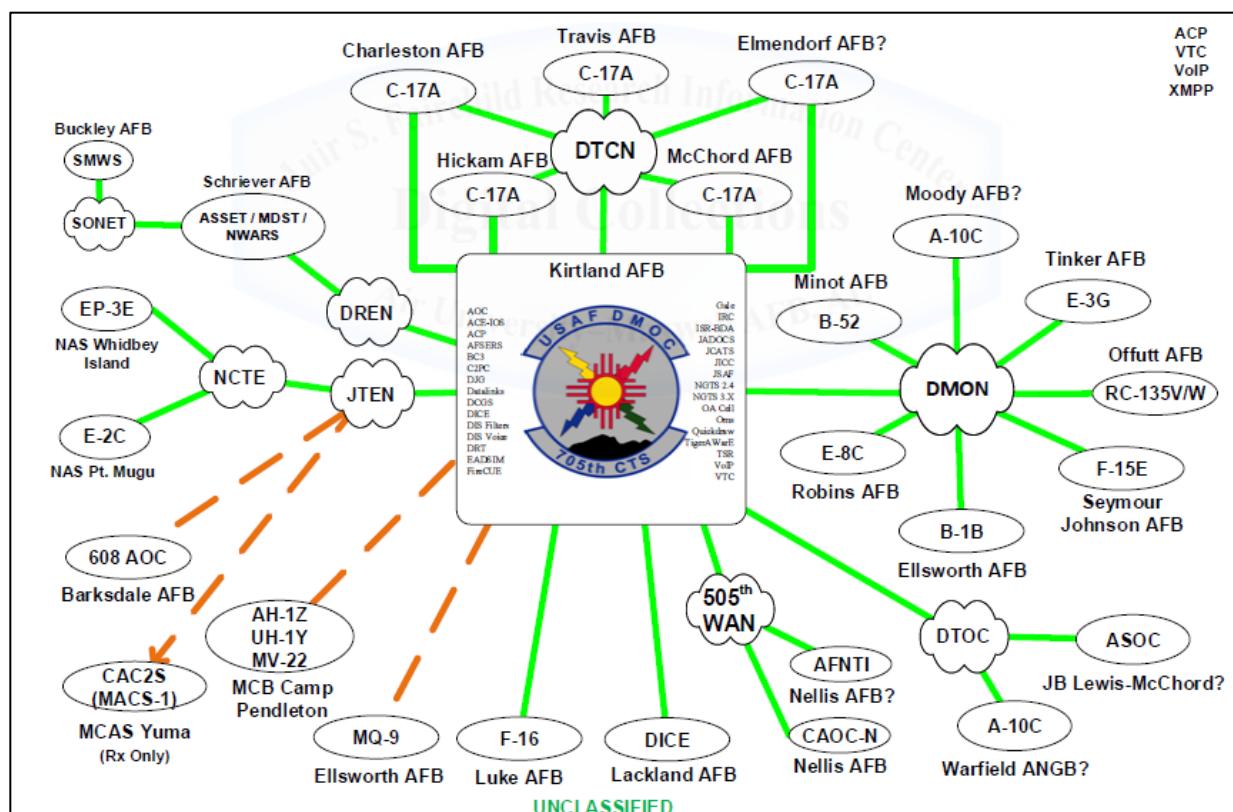 Charleston AFB
C-17A
Travis AFB
C-17A
Elmendorf AFB?
C-17A
ACP
VTC
VoIP
XMPP
DTCN
Hickam AFB
C-17A
McChord AFB
C-17A
Muir S. Fairchild Research Information Center
Digital Collections
Buckley AFB
SMWS
SONET
Schriever AFB
ASSET / MDST /
NWARS
DREN
EP-3E
NAS Whidbey
Island
NCTE
JTEN
E-2C
NAS Pt. Mugu
Kirtland AFB
AOC
ACE-IOS
ACP
AFSERS
BC3
C2PC
DJG
Datalinks
DCGS
DICE
DIS Filters
DIS Voice
DRT
EADSIM
FireCUE
USAF DMOC
705th CTS
Gale
IRC
ISR-BDA
JADOCS
JCATS
JICC
JSAF
NGTS 2.4
NGTS 3.X
OA Call
Oms
Quickdraw
TigerAWarE
TSR
VoIP
VTC
Moody AFB?
A-10C
Minot AFB
B-52
Tinker AFB
E-3G
DMON
Offutt AFB
RC-135V/W
E-8C
Robins AFB
F-15E
Seymour
Johnson AFB
B-1B
Ellsworth AFB
608 AOC
Barksdale AFB
CAC2S
(MACS-1)
MCAS Yuma
(Rx Only)
AH-1Z
UH-1Y
MV-22
MCB Camp
Pendleton
MQ-9
Ellsworth AFB
F-16
Luke AFB
DICE
Lackland AFB
505th
WAN
AFNTI
Nellis AFB?
CAOC-N
Nellis AFB
DTOC
ASOC
JB Lewis-McChord?
A-10C
Warfield ANGB?
UNCLASSIFIED